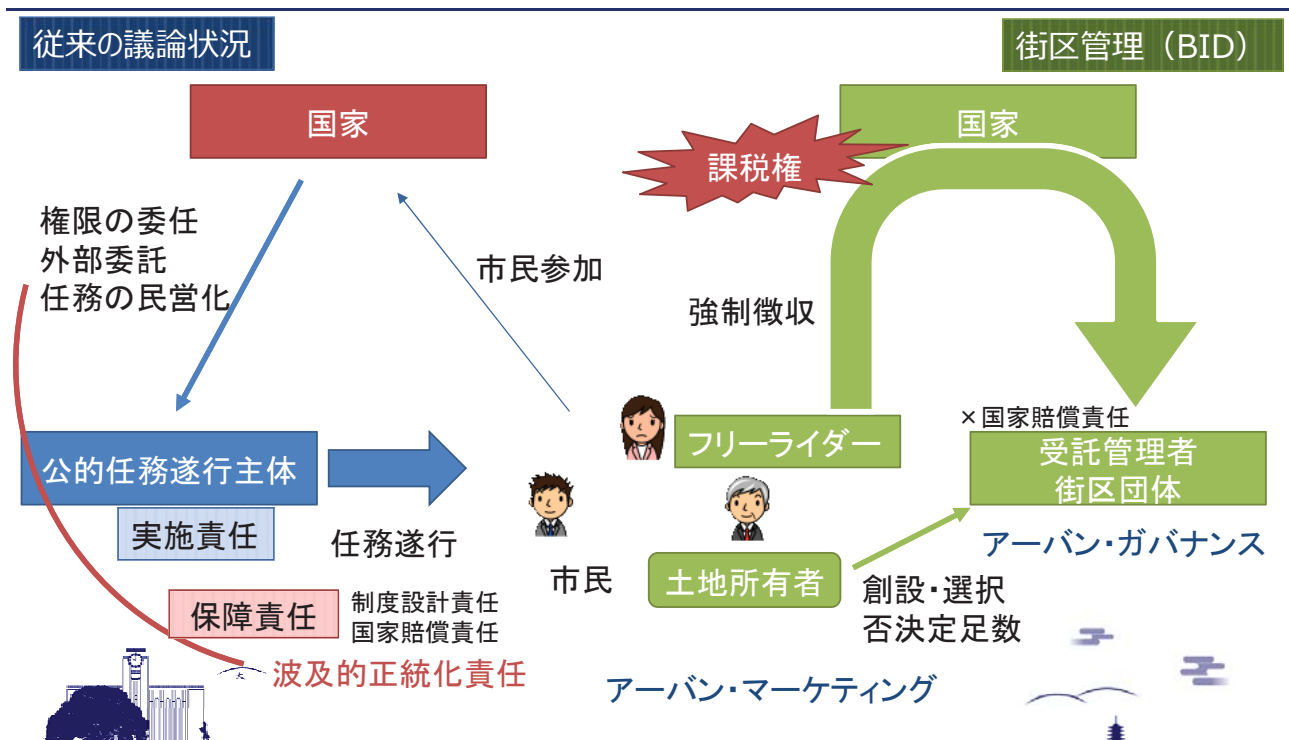 従来の議論状況
街区管理（BID）
国家
国家
課税権
権限の委任
外部委託
任務の民営化
市民参加
強制徴収
×国家賠償責任
フリーライダー
受託管理者
街区団体
公的任務遂行主体
実施責任
任務遂行
アーバン・ガバナンス
市民
土地所有者
創設・選択
否決定足数
保障責任
制度設計責任
国家賠償責任
波及的正統化責任
アーバン・マーケティング